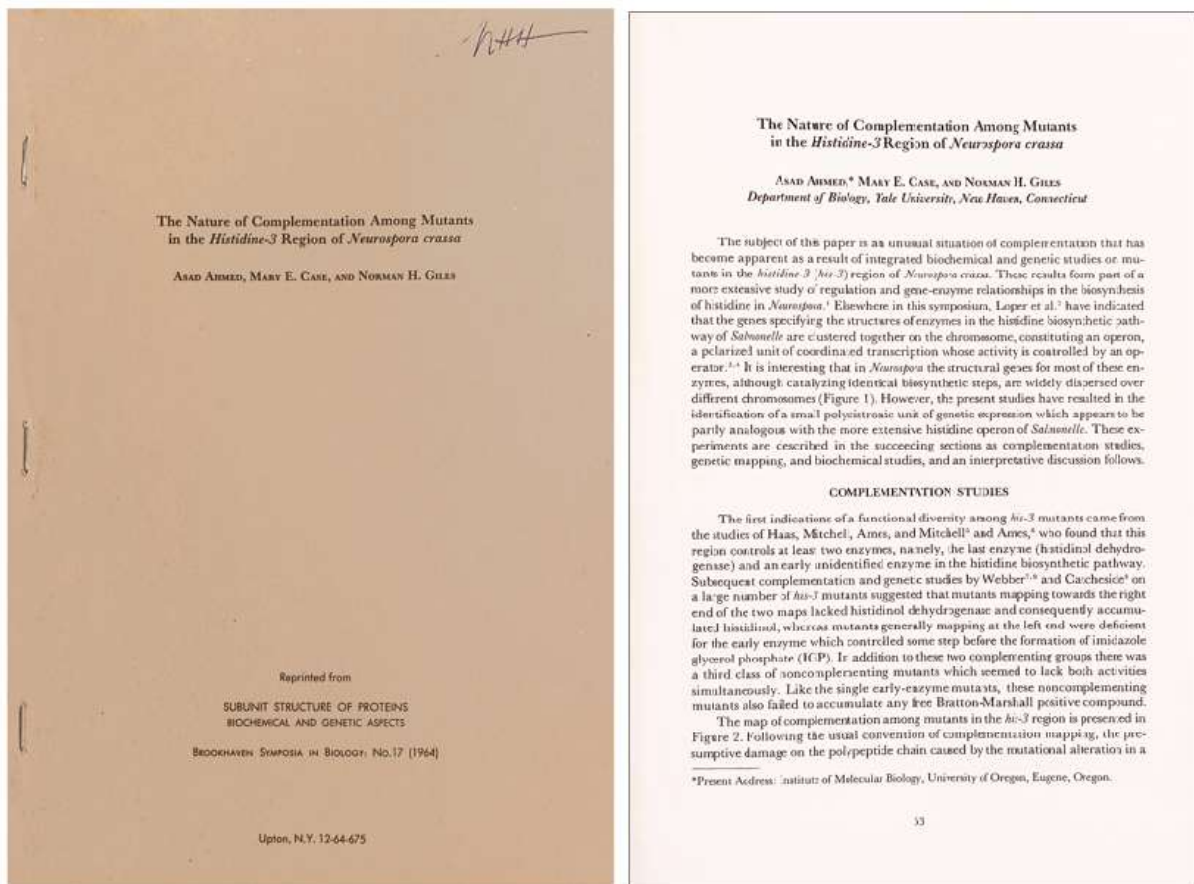 NHH
The Nature of Complementation Among Mutants
in the Histidine-3 Region of Neurospora crassa
ASAD AHMED, MARY E. CASE, AND NORMAN H. GILES
Reprinted from
SUBUNIT STRUCTURE OF PROTEINS
BIOCHEMICAL AND GENETIC ASPECTS
BROOKHAVEN SYMPOSIA IN BIOLOGY: NO.17 (1964)
Upton, N.Y. 12-64-675
The Nature of Complementation Among Mutants
in the Histidine-3 Region of Neurospora crassa
ASAD AHMED,* MARY E. CASE, AND NORMAN H. GILES
Department of Biology, Yale University, New Haven, Connecticut
The subject of this paper is an unusual situation of complementation that has
become apparent as a result of integrated biochemical and genetic studies on mu-
tants in the histidine-3 (his-3) region of Neurospora crassa. These results form part of a
more extensive study of regulation and gene-enzyme relationships in the biosynthesis
of histidine in Neurospora.¹ Elsewhere in this symposium, Loper et al.² have indicated
that the genes specifying the structures of enzymes in the histidine biosynthetic path-
way of Salmonella are clustered together on the chromosome, constituting an operon,
a polarized unit of coordinated transcription whose activity is controlled by an op-
erator.³,⁴ It is interesting that in Neurospora the structural genes for most of these en-
zymes, although catalyzing identical biosynthetic steps, are widely dispersed over
different chromosomes (Figure 1). However, the present studies have resulted in the
identification of a small polycistronic unit of genetic expression which appears to be
partly analogous with the more extensive histidine operon of Salmonella. These ex-
periments are described in the succeeding sections as complementation studies,
genetic mapping, and biochemical studies, and an interpretative discussion follows.
COMPLEMENTATION STUDIES
The first indications of a functional diversity among his-3 mutants came from
the studies of Haas, Mitchell, Ames, and Mitchell⁵ and Ames,⁶ who found that this
region controls at least two enzymes, namely, the last enzyme (histidinol dehydro-
genase) and an early unidentified enzyme in the histidine biosynthetic pathway.
Subsequent complementation and genetic studies by Webber⁷,⁸ and Catcheside⁹ on
a large number of his-3 mutants suggested that mutants mapping towards the right
end of the two maps lacked histidinol dehydrogenase and consequently accumu-
lated histidinol, whereas mutants generally mapping at the left end were deficient
for the early enzyme which controlled some step before the formation of imidazole
glycerol phosphate (IGP). In addition to these two complementing groups there was
a third class of noncomplementing mutants which seemed to lack both activities
simultaneously. Like the single early-enzyme mutants, these noncomplementing
mutants also failed to accumulate any free Bratton-Marshall positive compound.
The map of complementation among mutants in the his-3 region is presented in
Figure 2. Following the usual convention of complementation mapping, the pre-
sumptive damage on the polypeptide chain caused by the mutational alteration in a
*Present Address: Institute of Molecular Biology, University of Oregon, Eugene, Oregon.
53